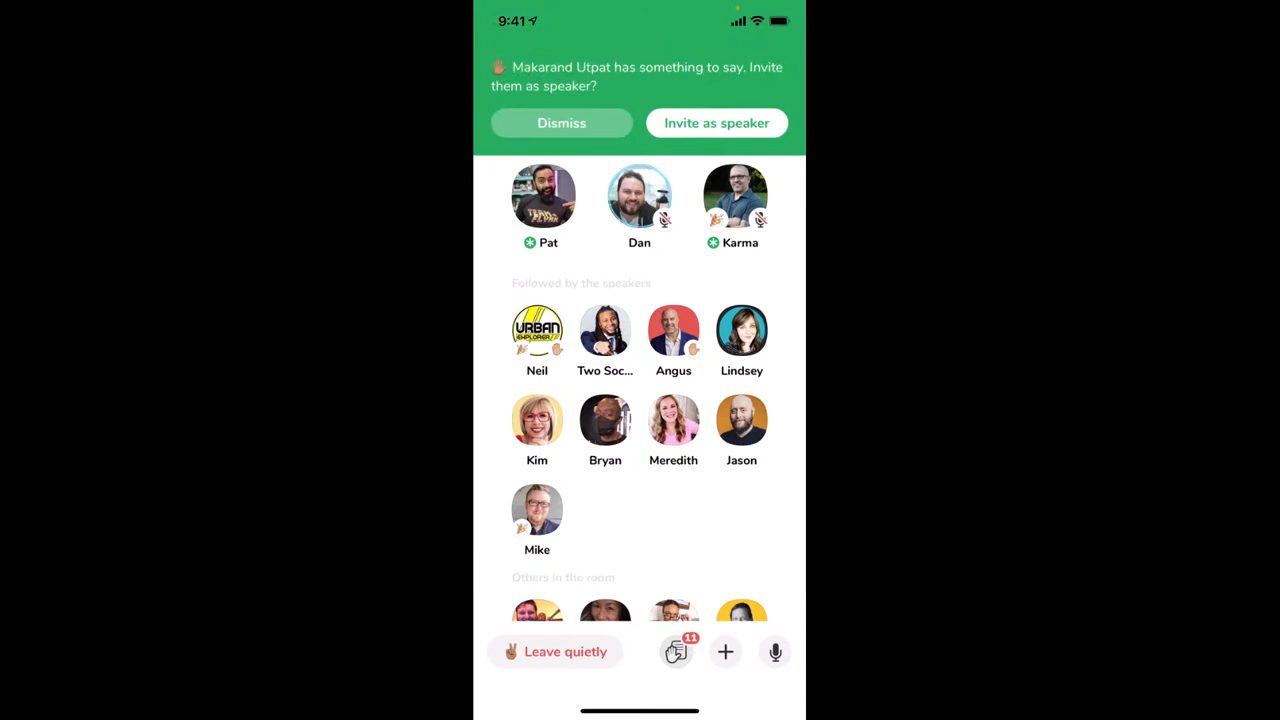 9:41
Makarand Utpat has something to say. Invite
them as speaker?
Dismiss
Invite as speaker
Pat
Dan
Karma
Followed by the speakers
URBAN
EXPLORER
Neil
Two Soc...
Angus
Lindsey
Kim
Bryan
Meredith
Jason
Mike
Others in the room
Leave quietly
11